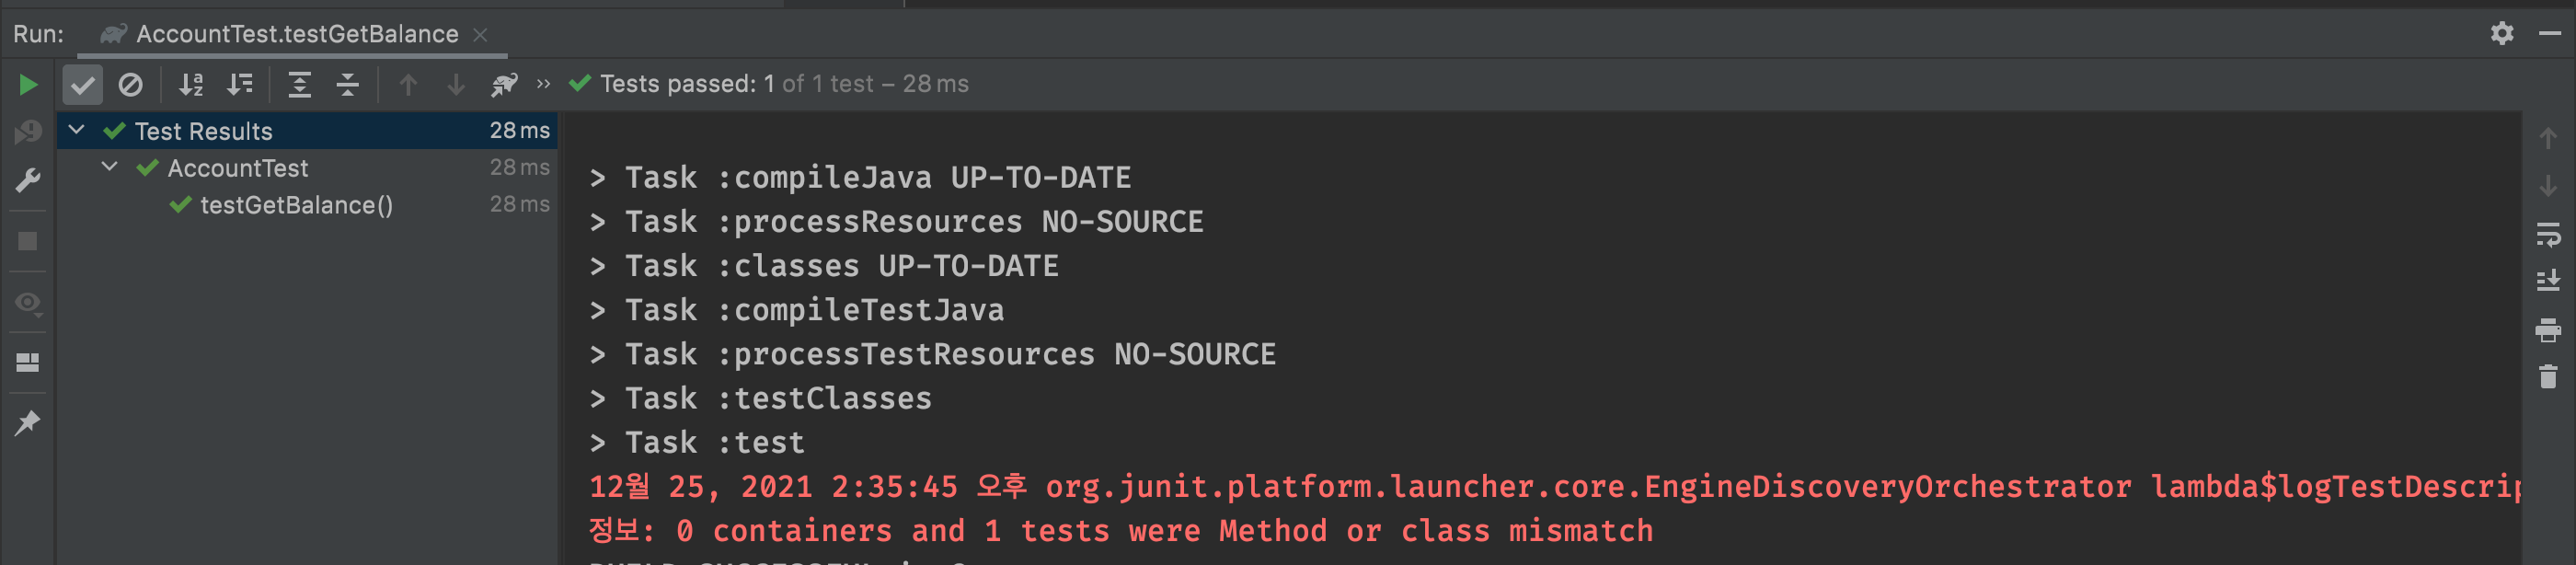 Run: AccountTest.testGetBalance
Tests passed: 1 of 1 test – 28 ms
Test Results 28 ms
AccountTest 28 ms
testGetBalance() 28 ms
> Task :compileJava UP-TO-DATE
> Task :processResources NO-SOURCE
> Task :classes UP-TO-DATE
> Task :compileTestJava
> Task :processTestResources NO-SOURCE
> Task :testClasses
> Task :test
12월 25, 2021 2:35:45 오후 org.junit.platform.launcher.core.EngineDiscoveryOrchestrator lambda$logTestDescrip
정보: 0 containers and 1 tests were Method or class mismatch